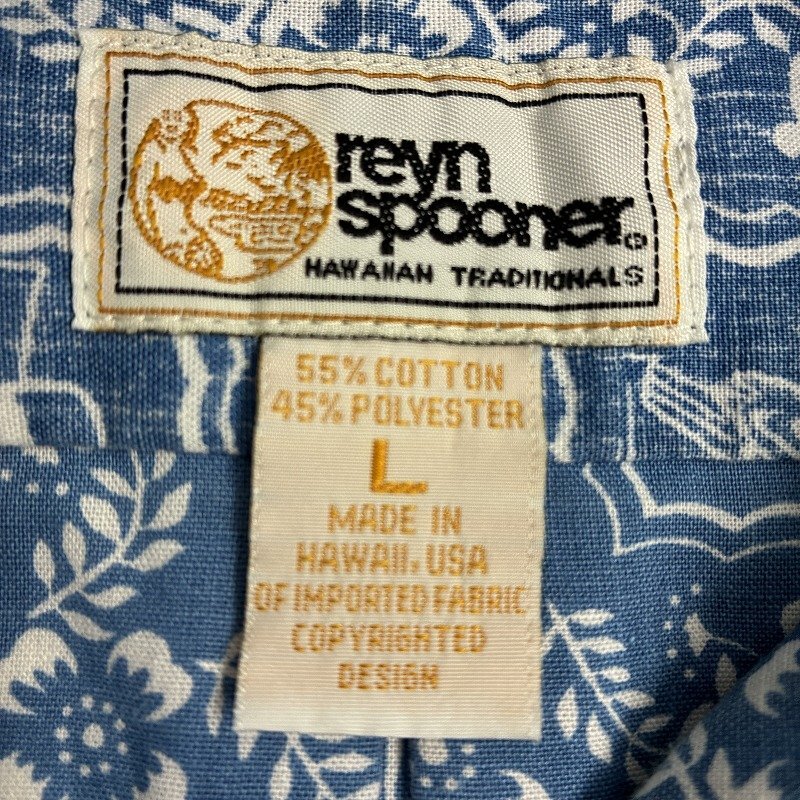 reyn
spooner®
HAWAIIAN TRADITIONALS
55% COTTON
45% POLYESTER
L
MADE IN
HAWAII, USA
OF IMPORTED FABRIC
COPYRIGHTED
DESIGN